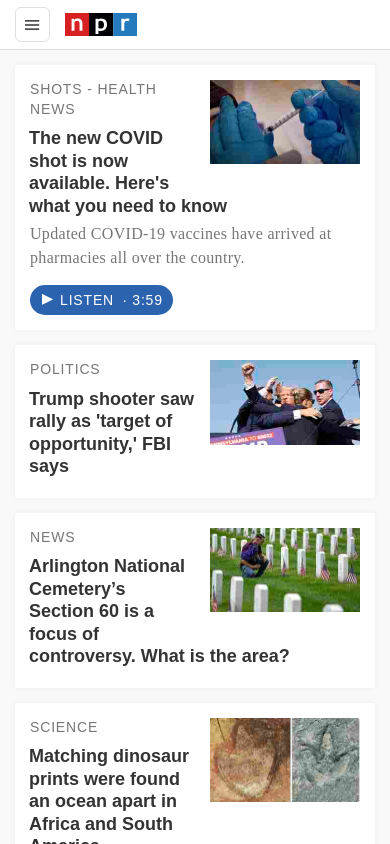 npr
SHOTS - HEALTH
NEWS
The new COVID
shot is now
available. Here's
what you need to know
Updated COVID-19 vaccines have arrived at
pharmacies all over the country.
LISTEN · 3:59
POLITICS
Trump shooter saw
rally as 'target of
opportunity,' FBI
says
NEWS
Arlington National
Cemetery’s
Section 60 is a
focus of
controversy. What is the area?
SCIENCE
Matching dinosaur
prints were found
an ocean apart in
Africa and South
America